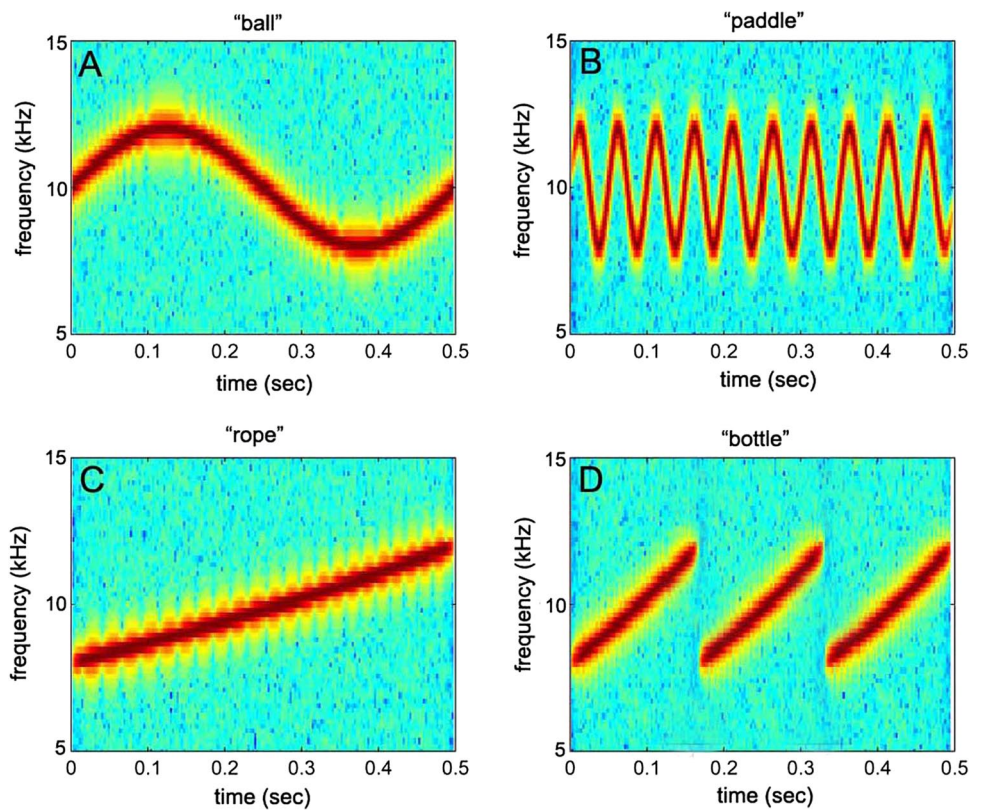 “ball”
A
15
10
5
frequency (kHz)
0 0.1 0.2 0.3 0.4 0.5
time (sec)
“paddle”
B
15
10
5
frequency (kHz)
0 0.1 0.2 0.3 0.4 0.5
time (sec)
“rope”
C
15
10
5
frequency (kHz)
0 0.1 0.2 0.3 0.4 0.5
time (sec)
“bottle”
D
15
10
5
frequency (kHz)
0 0.1 0.2 0.3 0.4 0.5
time (sec)